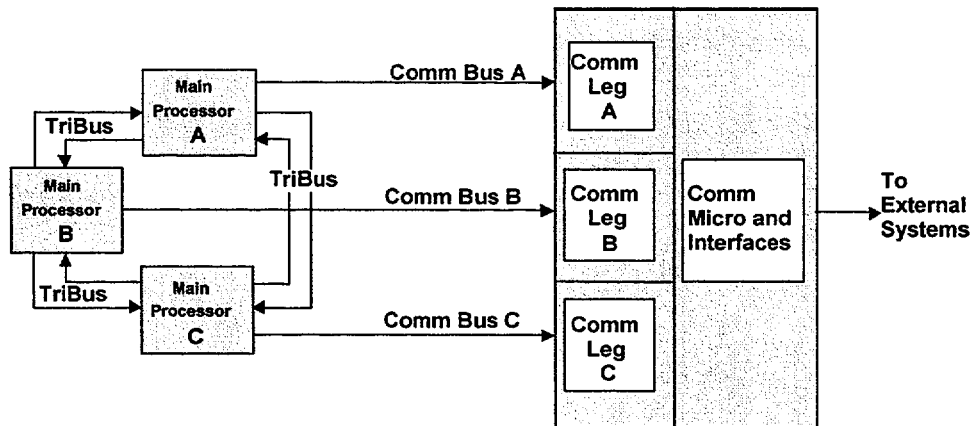 Main
Processor
A
TriBus
Main
Processor
B
TriBus
Main
Processor
C
TriBus
Comm Bus A
Comm Bus B
Comm Bus C
Comm
Leg
A
Comm
Leg
B
Comm
Leg
C
Comm
Micro and
Interfaces
To
External
Systems